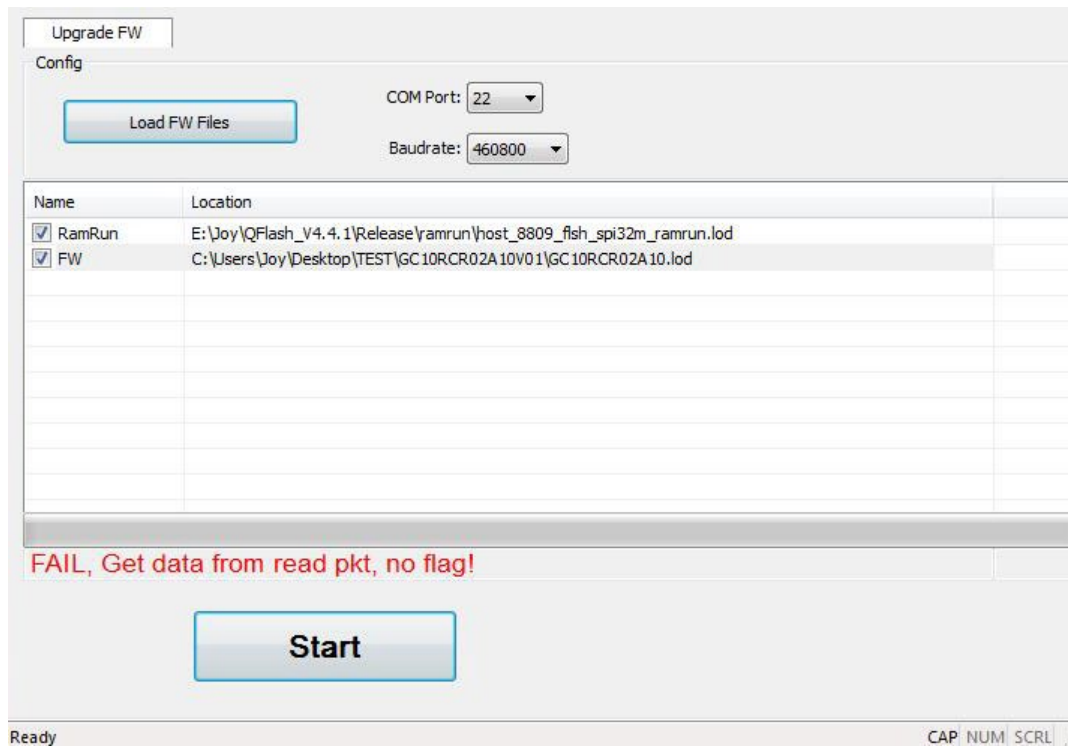 Upgrade FW
Config
Load FW Files
COM Port: 22
Baudrate: 460800
Name Location
RamRun E:\Joy\QFlash_V4.4.1\Release\ramrun\host_8809_flsh_spi32m_ramrun.lod
FW C:\Users\Joy\Desktop\TEST\GC10RCR02A10V01\GC10RCR02A10.lod
FAIL, Get data from read pkt, no flag!
Start
Ready CAP NUM SCRL